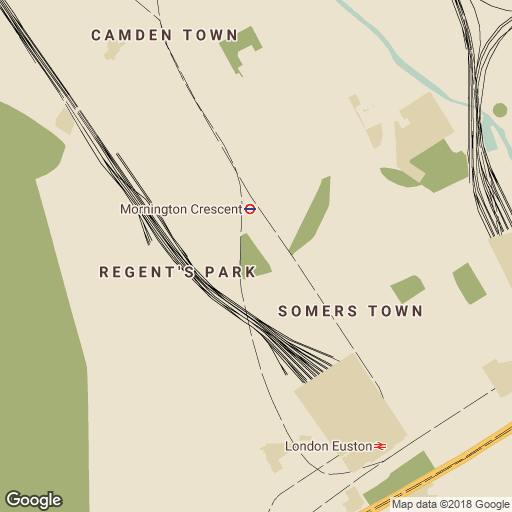 CAMDEN TOWN
Mornington Crescent
REGENT'S PARK
SOMERS TOWN
London Euston
Google
Map data ©2018 Google